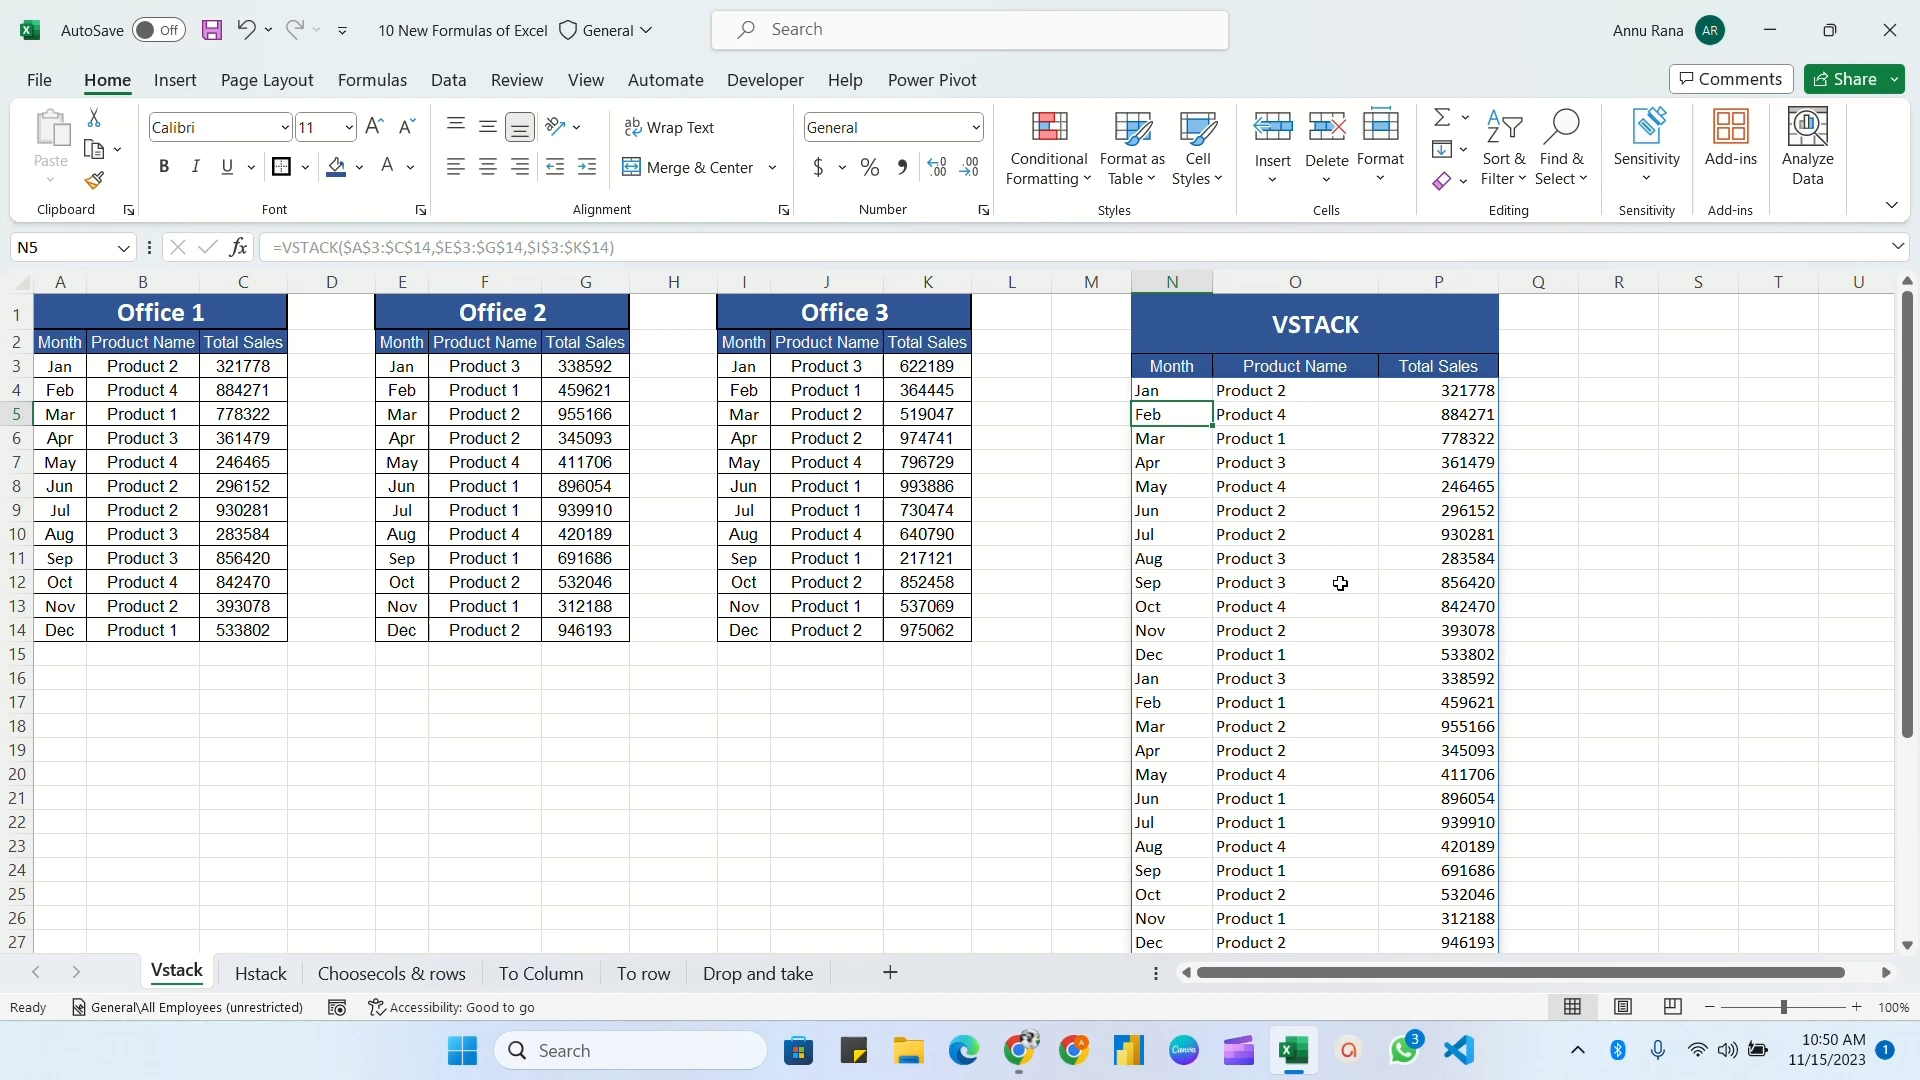 AutoSave Off 10 New Formulas of Excel General Search Annu Rana AR
File Home Insert Page Layout Formulas Data Review View Automate Developer Help Power Pivot Comments Share
Paste Calibri 11 Wrap Text General Conditional Formatting Format as Table Cell Styles Insert Delete Format Sort & Filter Find & Select Sensitivity Add-ins Analyze Data
B I U A Merge & Center $ % 
Clipboard Font Alignment Number Styles Cells Editing Sensitivity Add-ins
N5 fx =VSTACK($A$3:$C$14,$E$3:$G$14,$I$3:$K$14)
A B C D E F G H I J K L M N O P Q R S T U
1 Office 1 Office 2 Office 3 VSTACK
2 Month Product Name Total Sales Month Product Name Total Sales Month Product Name Total Sales
3 Jan Product 2 321778 Jan Product 3 338592 Jan Product 3 622189 Month Product Name Total Sales
4 Feb Product 4 884271 Feb Product 1 459621 Feb Product 1 364445 Jan Product 2 321778
5 Mar Product 1 778322 Mar Product 2 955166 Mar Product 2 519047 Feb Product 4 884271
6 Apr Product 3 361479 Apr Product 2 345093 Apr Product 2 974741 Mar Product 1 778322
7 May Product 4 246465 May Product 4 411706 May Product 4 796729 Apr Product 3 361479
8 Jun Product 2 296152 Jun Product 1 896054 Jun Product 1 993886 May Product 4 246465
9 Jul Product 2 930281 Jul Product 1 939910 Jul Product 1 730474 Jun Product 2 296152
10 Aug Product 3 283584 Aug Product 4 420189 Aug Product 4 640790 Jul Product 2 930281
11 Sep Product 3 856420 Sep Product 1 691686 Sep Product 1 217121 Aug Product 3 283584
12 Oct Product 4 842470 Oct Product 2 532046 Oct Product 2 852458 Sep Product 3 856420
13 Nov Product 2 393078 Nov Product 1 312188 Nov Product 1 537069 Oct Product 4 842470
14 Dec Product 1 533802 Dec Product 2 946193 Dec Product 2 975062 Nov Product 2 393078
15 Dec Product 1 533802
16 Jan Product 3 338592
17 Feb Product 1 459621
18 Mar Product 2 955166
19 Apr Product 2 345093
20 May Product 4 411706
21 Jun Product 1 896054
22 Jul Product 1 939910
23 Aug Product 4 420189
24 Sep Product 1 691686
25 Oct Product 2 532046
26 Nov Product 1 312188
27 Dec Product 2 946193
Vstack Hstack Choosecols & rows To Column To row Drop and take
Ready General\All Employees (unrestricted) Accessibility: Good to go 100%
Search Canva 3 10:50 AM 1
11/15/2023